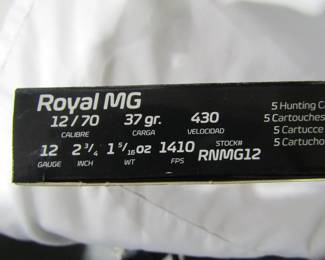 Royal MG
12/70 37 gr. 430
CALIBRE CARGA VELOCIDAD
12 2 3/4 1 5/16 OZ 1410 STOCK#
GAUGE INCH WT FPS RNMG12
5 Hunting
5 Cartouches
5 Cartucce
5